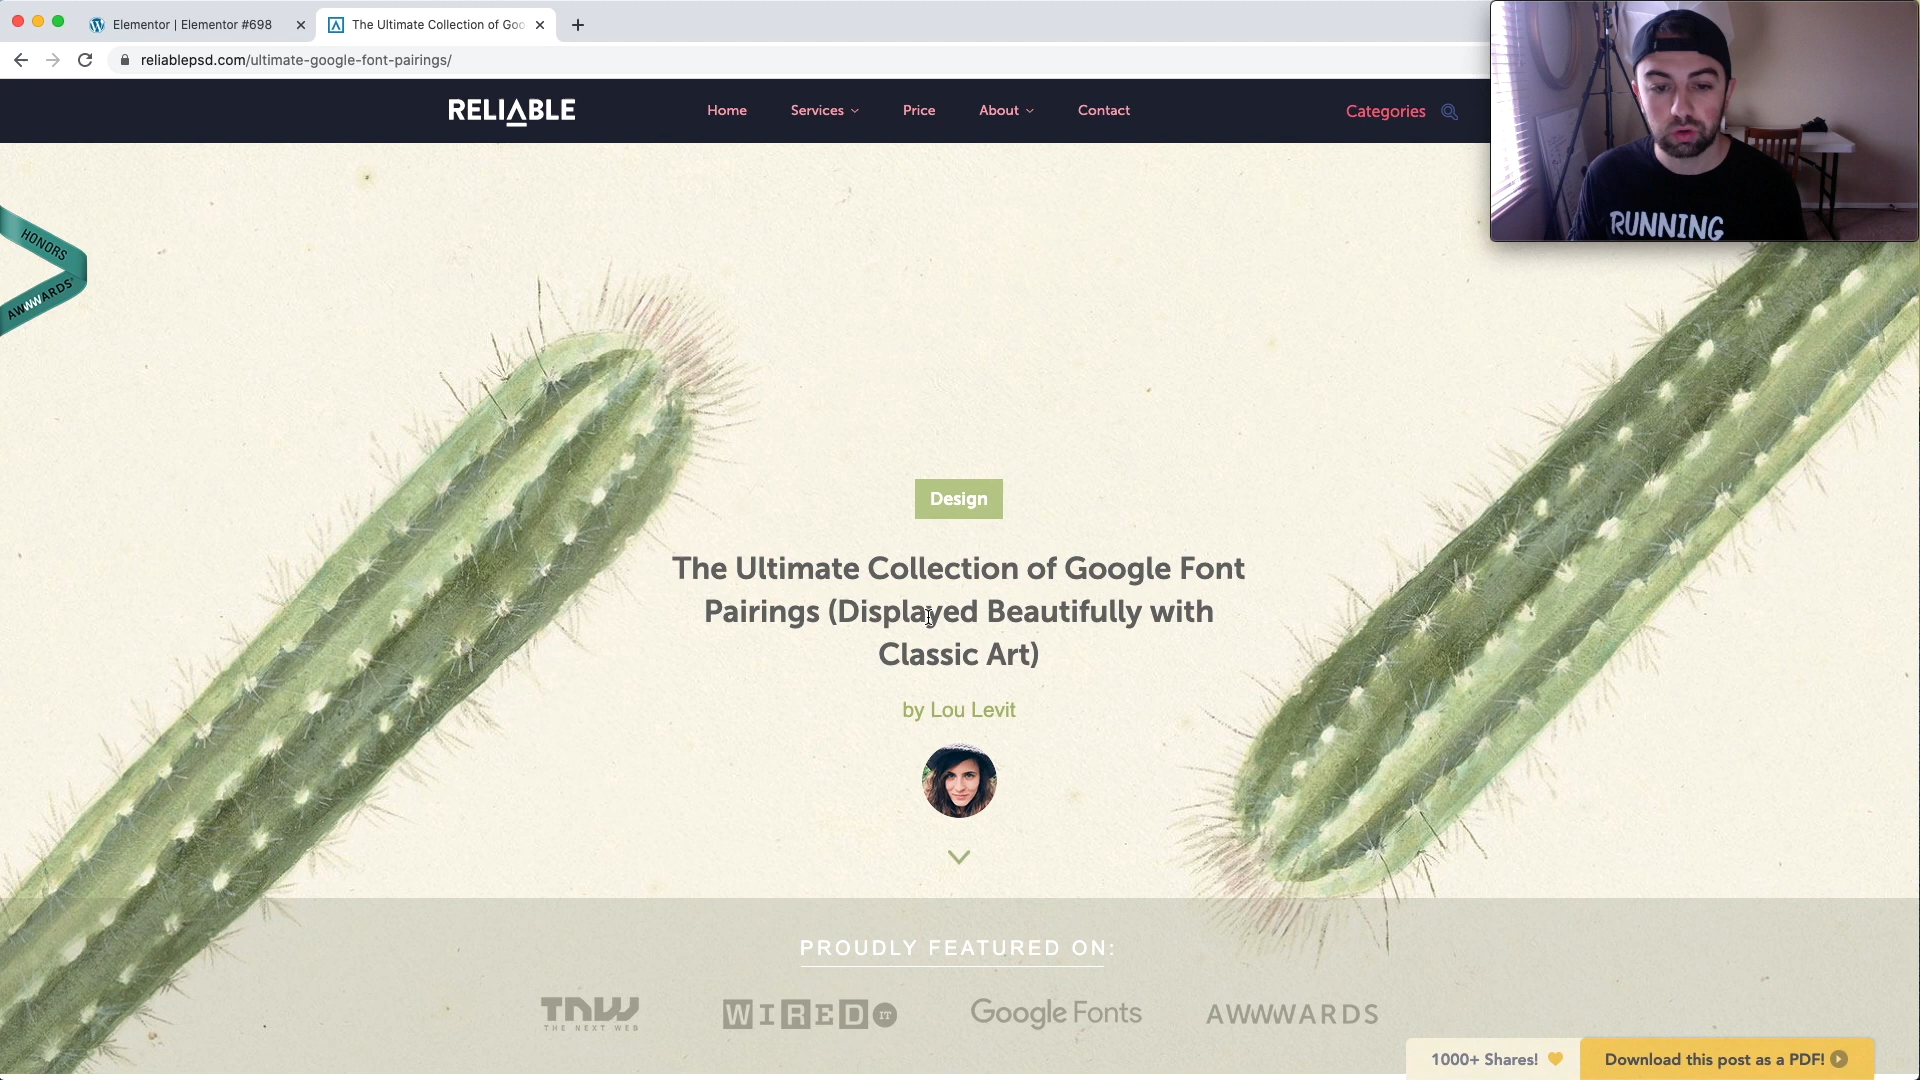 Elementor | Elementor #698
The Ultimate Collection of Goo
reliablepsd.com/ultimate-google-font-pairings/
RELIABLE
Home
Services
Price
About
Contact
Categories
RUNNING
HONORS
AWWWARDS
Design
The Ultimate Collection of Google Font
Pairings (Displayed Beautifully with
Classic Art)
by Lou Levit
PROUDLY FEATURED ON:
TNW
THE NEXT WEB
WIRED IT
Google Fonts
AWWWARDS
1000+ Shares!
Download this post as a PDF!